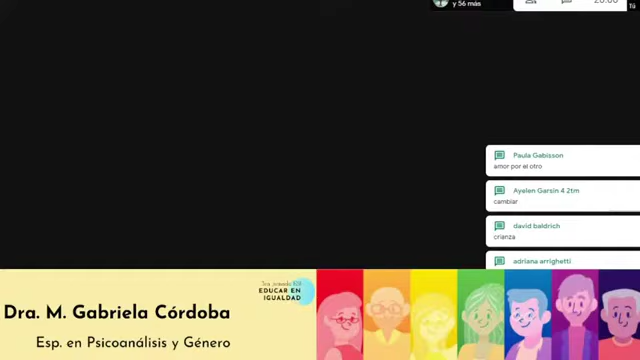 y 56 más
Tú
Paula Gabisson
amor por el otro
Ayelen Garsin 4 2tm
cambiar
david baldrich
crianza
adriana arrighetti
EDUCAR EN
IGUALDAD
Dra. M. Gabriela Córdoba
Esp. en Psicoanálisis y Género